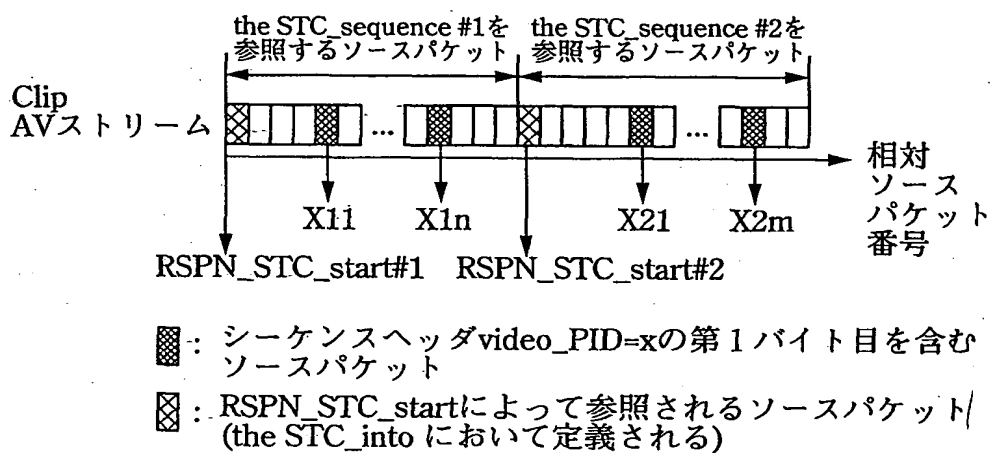 the STC_sequence #1を
参照するソースパケット
the STC_sequence #2を
参照するソースパケット
Clip
AVストリーム
...
...
相対
ソース
パケット
番号
X11
X1n
X21
X2m
RSPN_STC_start#1
RSPN_STC_start#2
: シーケンスヘッダvideo_PID=xの第1バイト目を含む
ソースパケット
: RSPN_STC_startによって参照されるソースパケット
(the STC_into において定義される)